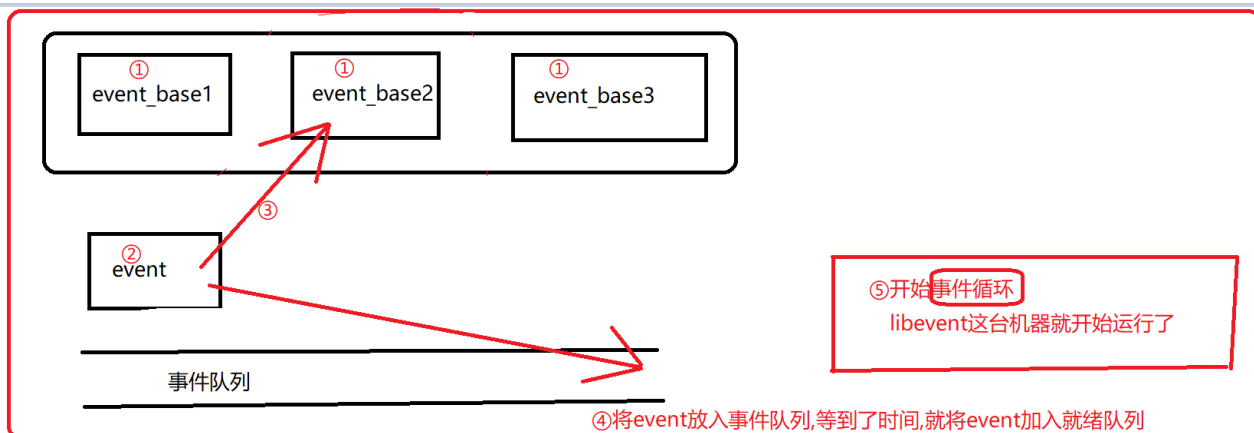 ① ① ①
event_base1 event_base2 event_base3
③
②
event
⑤开始事件循环
libevent这台机器就开始运行了
事件队列
④将event放入事件队列,等到了时间,就将event加入就绪队列